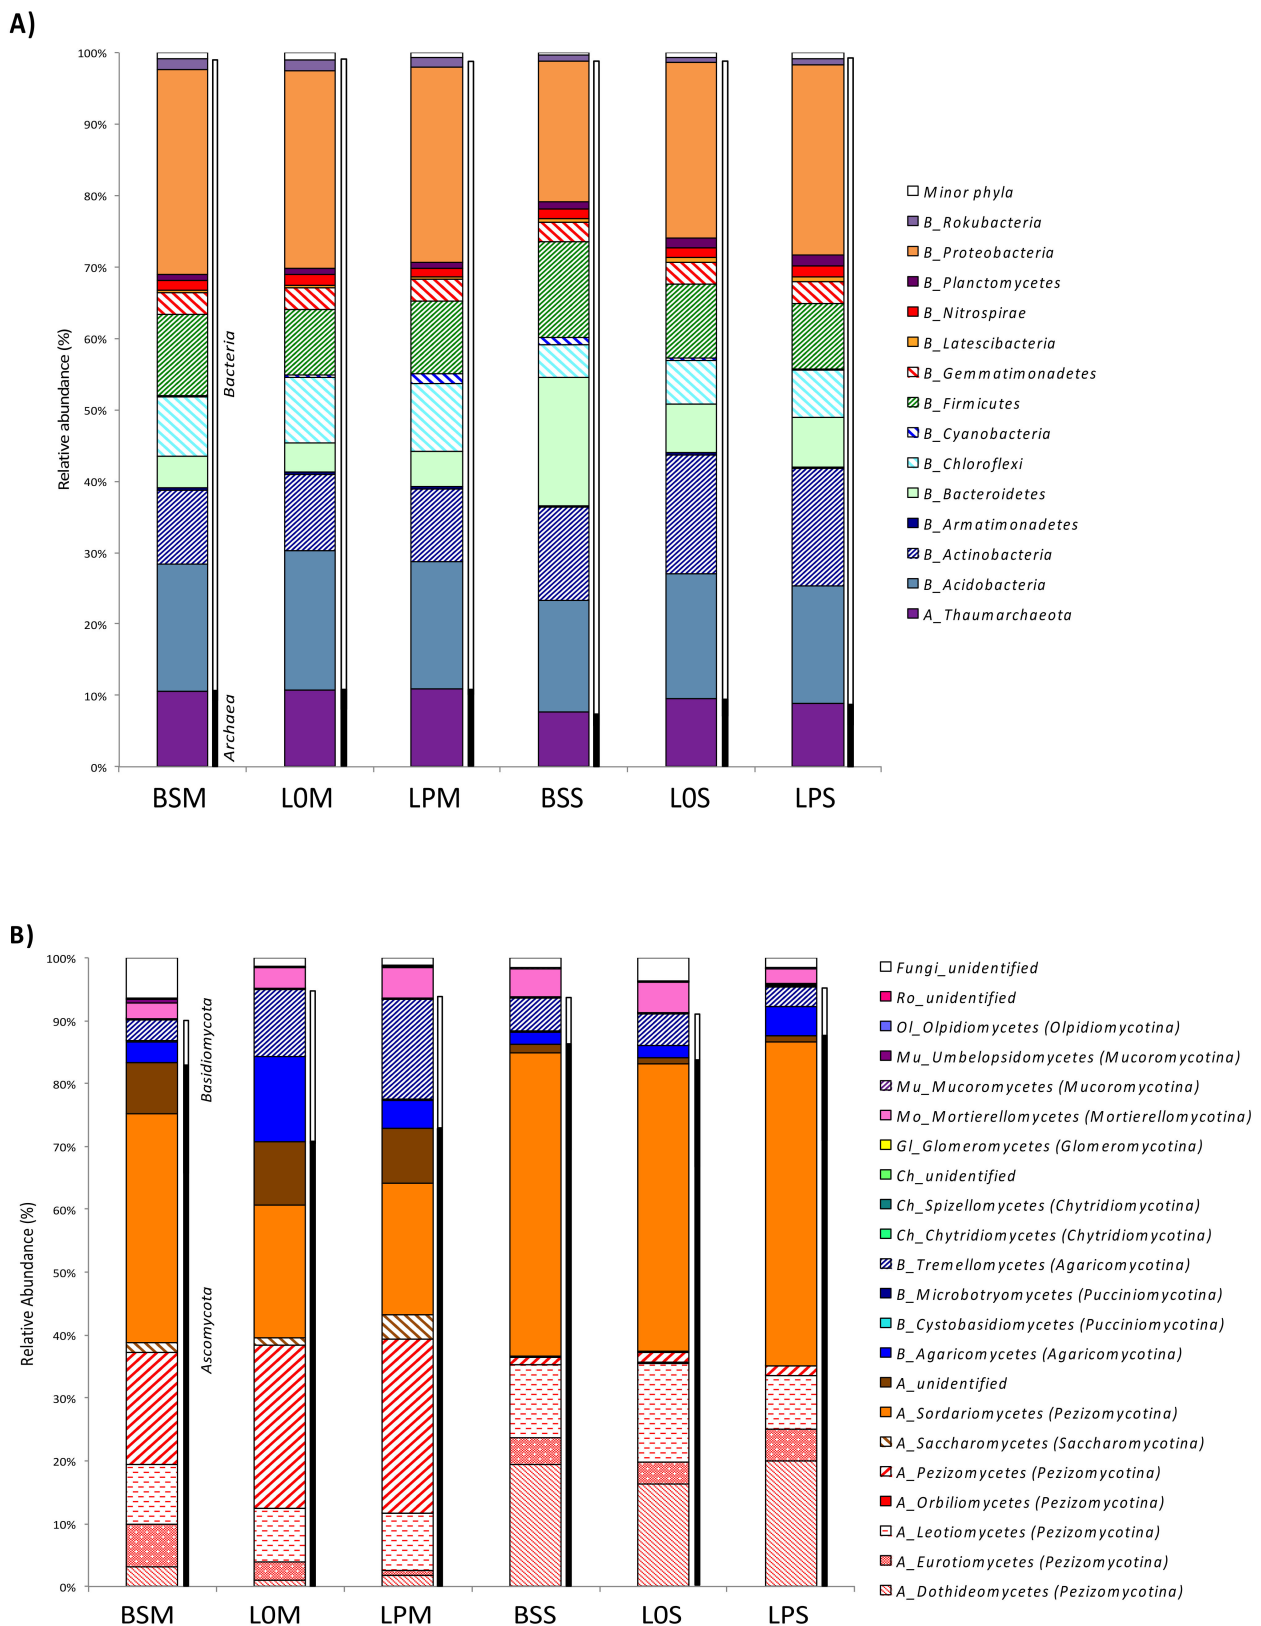 A)
100%
90%
80%
70%
60%
50%
40%
30%
20%
10%
0%
Relative abundance (%)
Bacteria
Archaea
BSM L0M LPM BSS L0S LPS
Minor phyla
B_Rokubacteria
B_Proteobacteria
B_Planctomycetes
B_Nitrospirae
B_Latescibacteria
B_Gemmatimonadetes
B_Firmicutes
B_Cyanobacteria
B_Chloroflexi
B_Bacteroidetes
B_Armatimonadetes
B_Actinobacteria
B_Acidobacteria
A_Thaumarchaeota
B)
100%
90%
80%
70%
60%
50%
40%
30%
20%
10%
0%
Relative Abundance (%)
Basidiomycota
Ascomycota
BSM L0M LPM BSS L0S LPS
Fungi_unidentified
Ro_unidentified
Ol_Olpidiomycetes (Olpidiomycotina)
Mu_Umbelopsidomycetes (Mucoromycotina)
Mu_Mucoromycetes (Mucoromycotina)
Mo_Mortierellomycetes (Mortierellomycotina)
Gl_Glomeromycetes (Glomeromycotina)
Ch_unidentified
Ch_Spizellomycetes (Chytridiomycotina)
Ch_Chytridiomycetes (Chytridiomycotina)
B_Tremellomycetes (Agaricomycotina)
B_Microbotryomycetes (Pucciniomycotina)
B_Cystobasidiomycetes (Pucciniomycotina)
B_Agaricomycetes (Agaricomycotina)
A_unidentified
A_Sordariomycetes (Pezizomycotina)
A_Saccharomycetes (Saccharomycotina)
A_Pezizomycetes (Pezizomycotina)
A_Orbiliomycetes (Pezizomycotina)
A_Leotiomycetes (Pezizomycotina)
A_Eurotiomycetes (Pezizomycotina)
A_Dothideomycetes (Pezizomycotina)